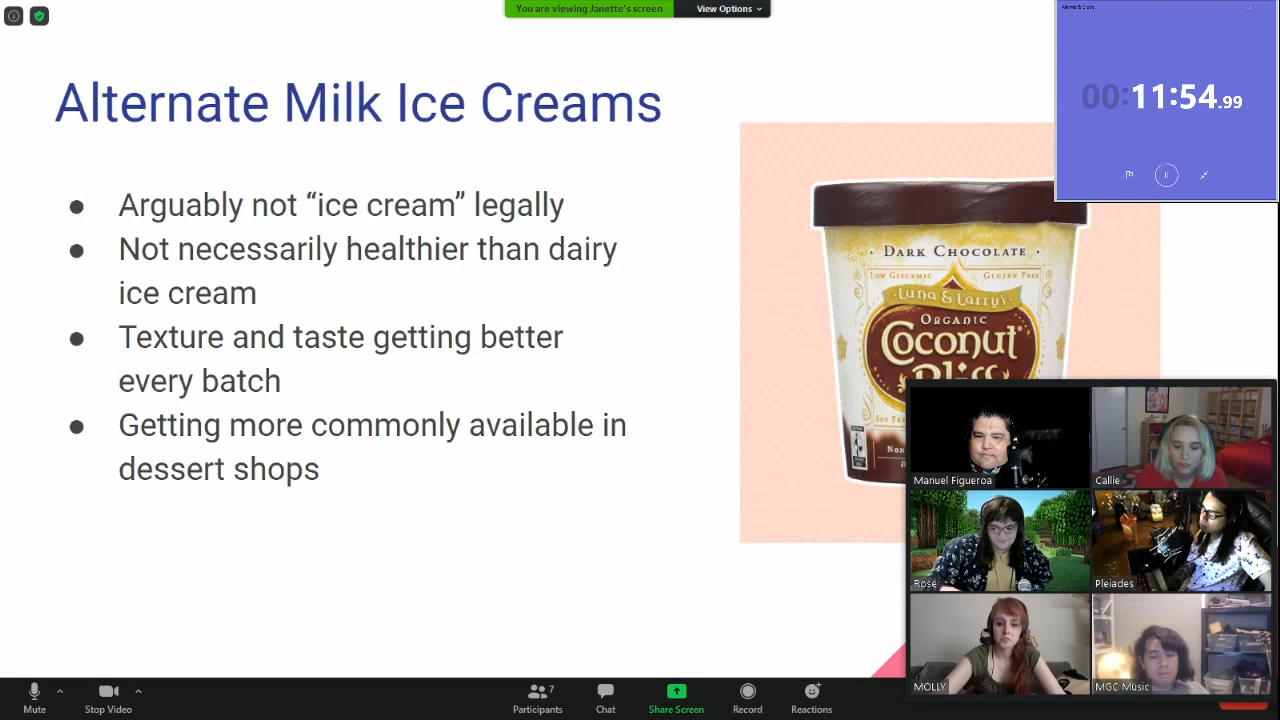 You are viewing Janette's screen
View Options
Alarms & Clock
00:11:54.99
Alternate Milk Ice Creams
● Arguably not “ice cream” legally
● Not necessarily healthier than dairy
ice cream
● Texture and taste getting better
every batch
● Getting more commonly available in
dessert shops
· DARK CHOCOLATE ·
LOW GLYCEMIC
GLUTEN FREE
Luna & Larry's
ORGANIC
Coconut
Bliss
Manuel Figueroa
Callie
Rose
Pleiades
MOLLY
MGC Music
Mute
Stop Video
7
Participants
Chat
Share Screen
Record
Reactions